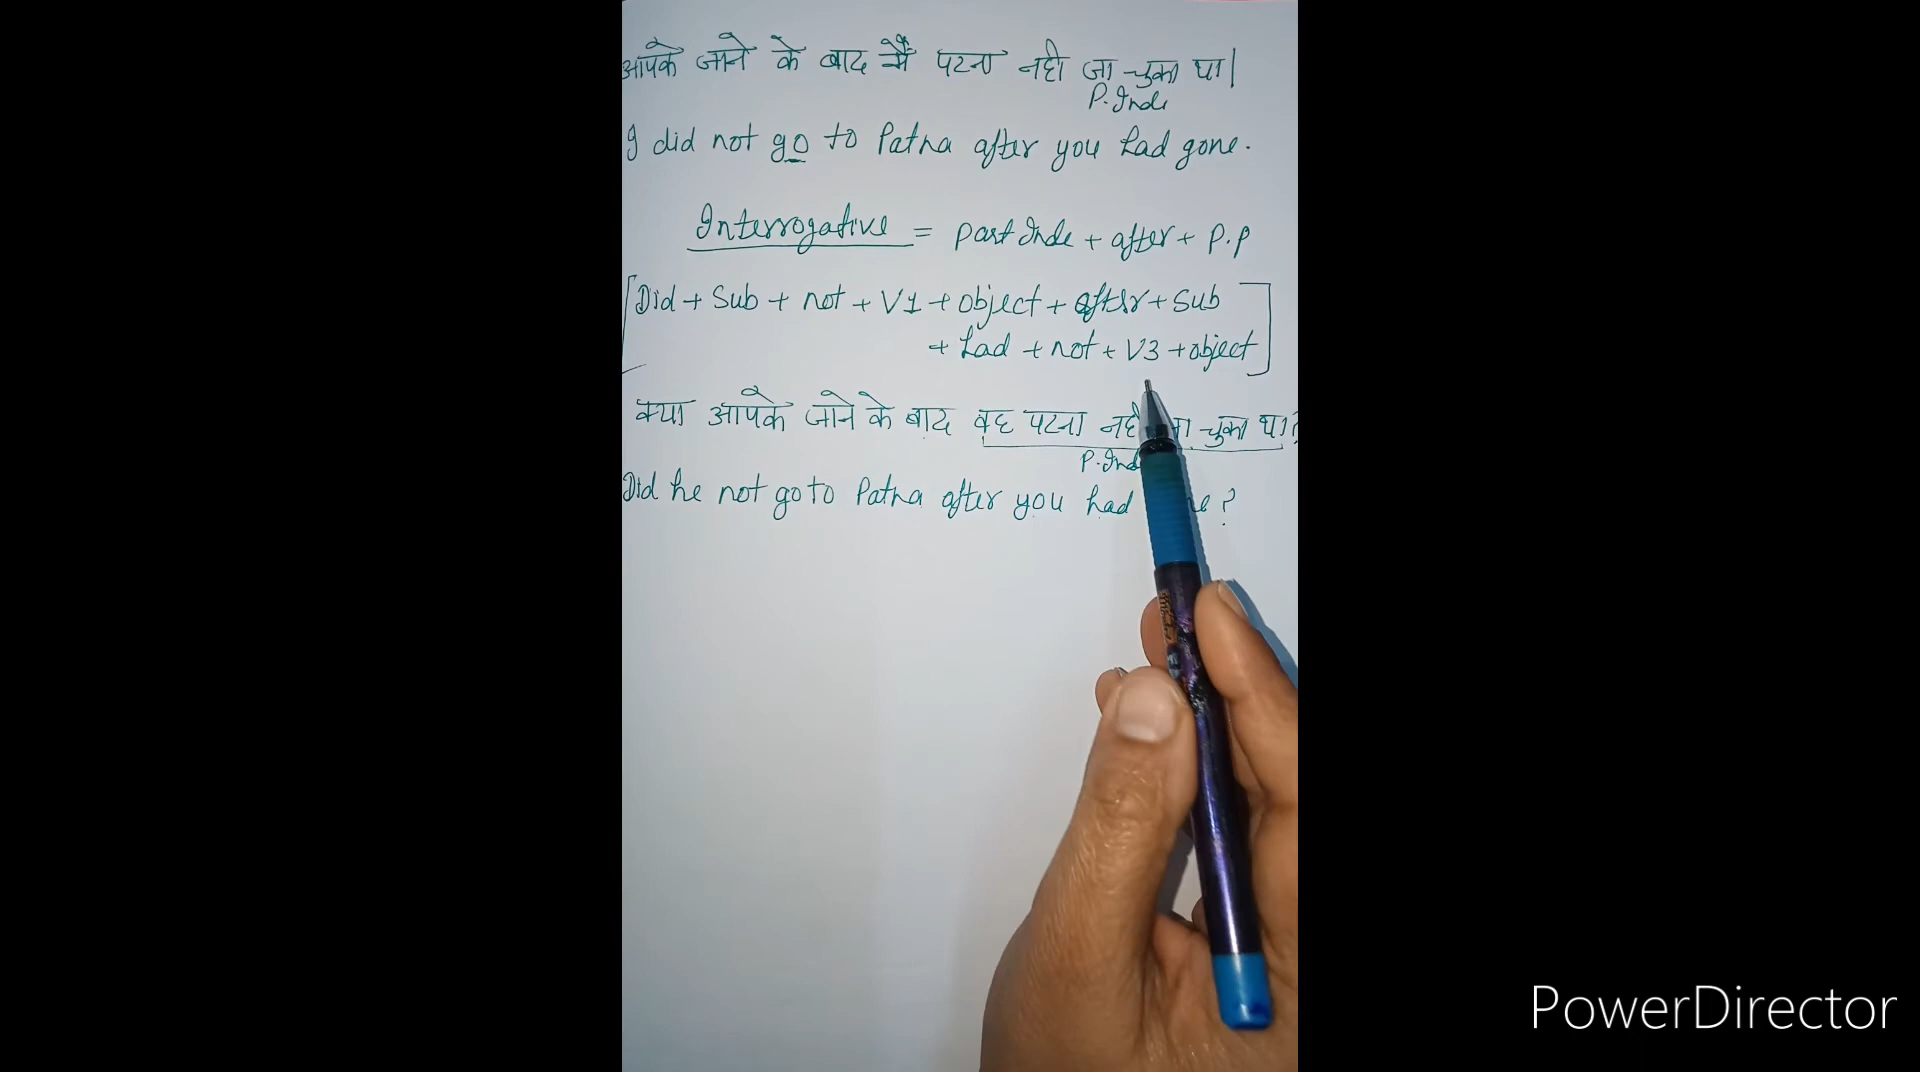 आपके जाने के बाद मैं पटना नही जा चुका था|
P. Inde
I did not go to Patna after you had gone.
Interrogative = Past Inde + after + P.P
[Did + Sub + not + V1 + object + after + Sub
+ had + not + V3 + object]
क्या आपके जाने के बाद वह पटना नही चुका था?
P. Ind
Did he not go to Patna after you had ?
PowerDirector